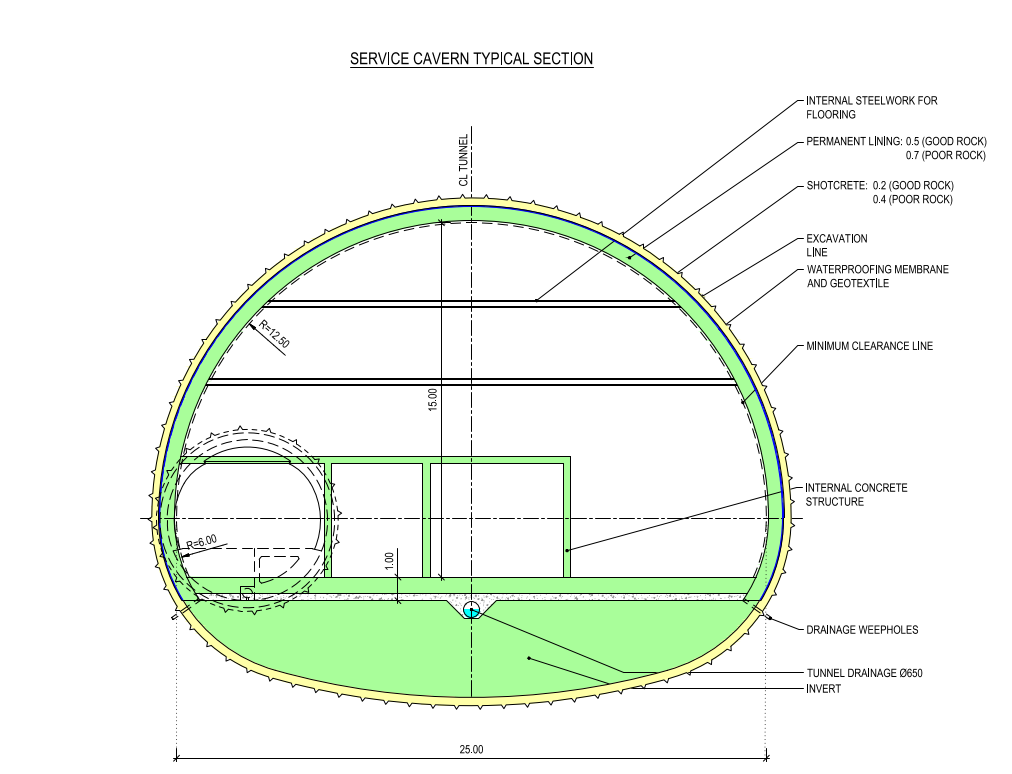 SERVICE CAVERN TYPICAL SECTION
INTERNAL STEELWORK FOR
FLOORING
CL TUNNEL
PERMANENT LINING: 0.5 (GOOD ROCK)
0.7 (POOR ROCK)
SHOTCRETE: 0.2 (GOOD ROCK)
0.4 (POOR ROCK)
EXCAVATION
LINE
WATERPROOFING MEMBRANE
AND GEOTEXTILE
R=12.50
MINIMUM CLEARANCE LINE
15.00
INTERNAL CONCRETE
STRUCTURE
R=6.00
1.00
DRAINAGE WEEPHOLES
TUNNEL DRAINAGE Ø650
INVERT
25.00